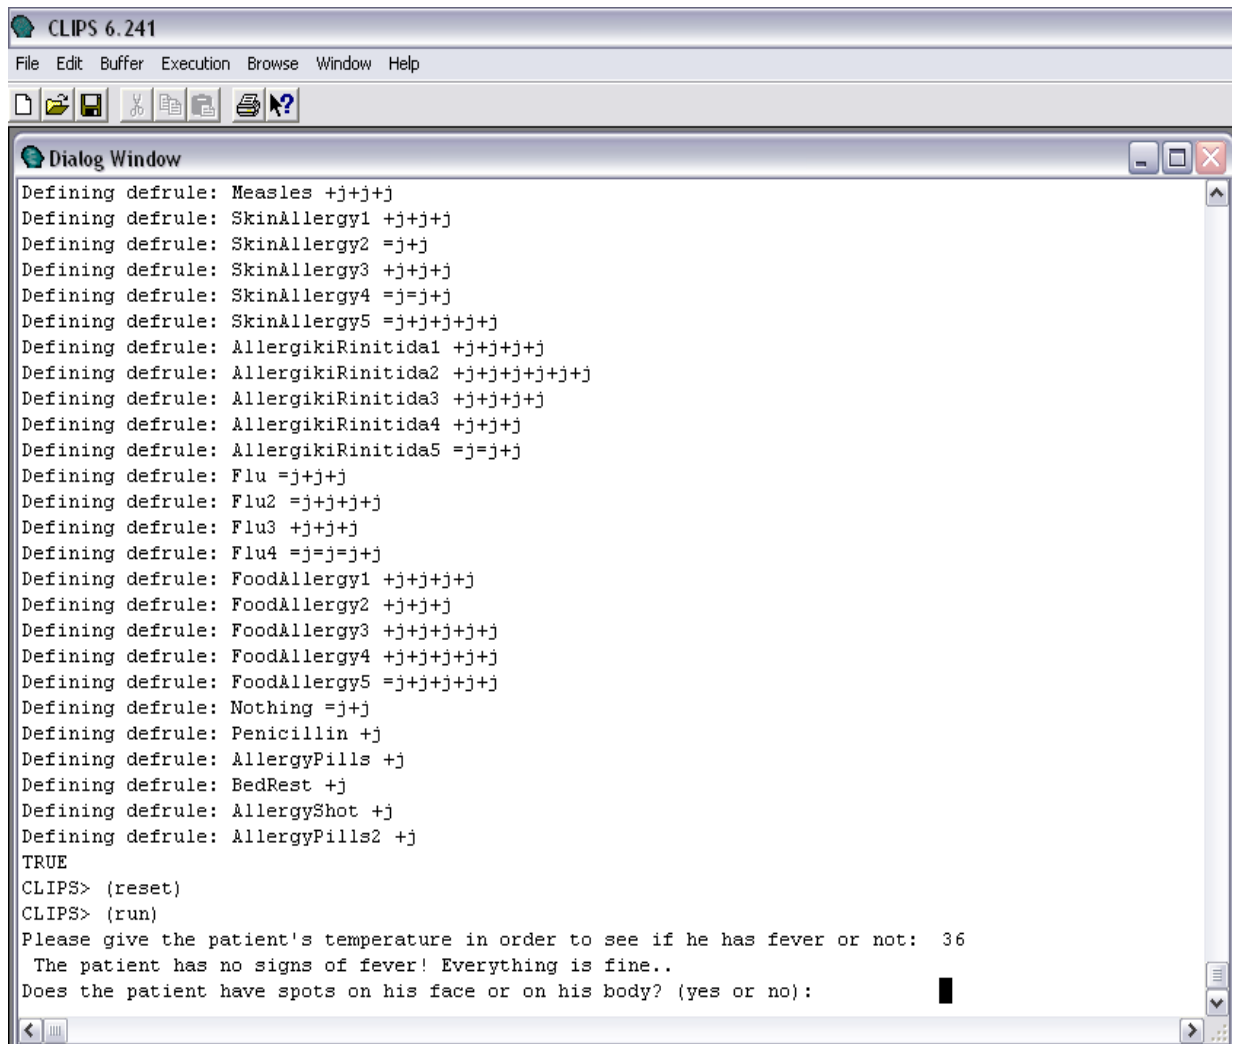 CLIPS 6.241
File Edit Buffer Execution Browse Window Help
Dialog Window
Defining defrule: Measles +j+j+j
Defining defrule: SkinAllergy1 +j+j+j
Defining defrule: SkinAllergy2 =j+j
Defining defrule: SkinAllergy3 +j+j+j
Defining defrule: SkinAllergy4 =j=j+j
Defining defrule: SkinAllergy5 =j+j+j+j+j
Defining defrule: AllergikiRinitida1 +j+j+j+j
Defining defrule: AllergikiRinitida2 +j+j+j+j+j+j
Defining defrule: AllergikiRinitida3 +j+j+j+j
Defining defrule: AllergikiRinitida4 +j+j+j
Defining defrule: AllergikiRinitida5 =j=j+j
Defining defrule: Flu =j+j+j
Defining defrule: Flu2 =j+j+j+j
Defining defrule: Flu3 +j+j+j
Defining defrule: Flu4 =j=j=j+j
Defining defrule: FoodAllergy1 +j+j+j+j
Defining defrule: FoodAllergy2 +j+j+j
Defining defrule: FoodAllergy3 +j+j+j+j+j
Defining defrule: FoodAllergy4 +j+j+j+j+j
Defining defrule: FoodAllergy5 =j+j+j+j+j
Defining defrule: Nothing =j+j
Defining defrule: Penicillin +j
Defining defrule: AllergyPills +j
Defining defrule: BedRest +j
Defining defrule: AllergyShot +j
Defining defrule: AllergyPills2 +j
TRUE
CLIPS> (reset)
CLIPS> (run)
Please give the patient's temperature in order to see if he has fever or not:  36
The patient has no signs of fever! Everything is fine..
Does the patient have spots on his face or on his body? (yes or no):